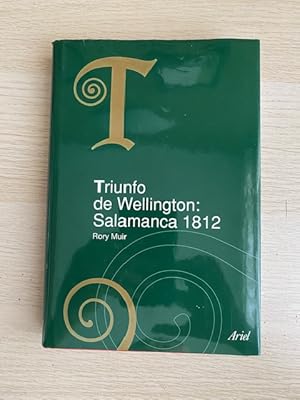 T
Triunfo
de Wellington:
Salamanca 1812
Rory Muir
Ariel